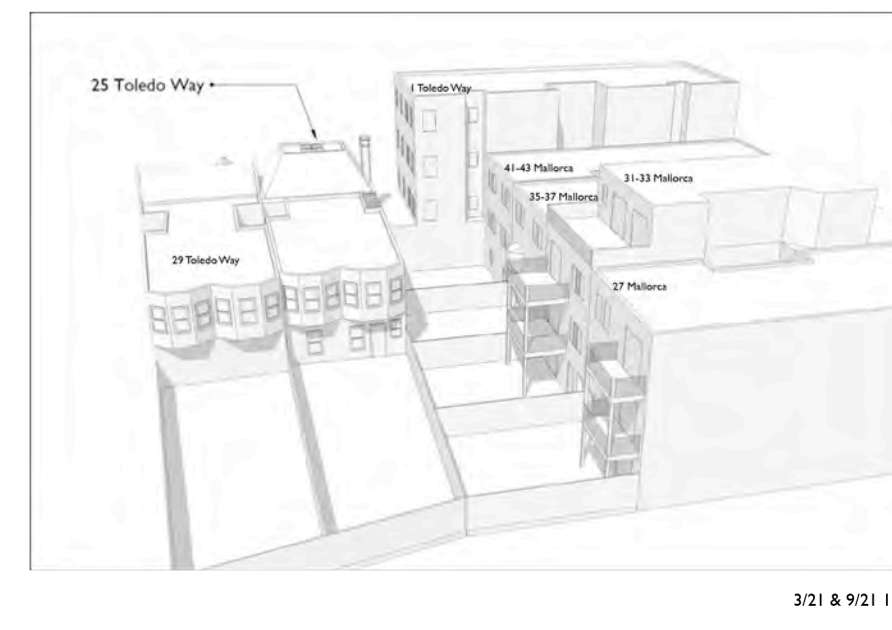 25 Toledo Way
1 Toledo Way
41-43 Mallorca
31-33 Mallorca
35-37 Mallorca
29 Toledo Way
27 Mallorca
3/21 & 9/21 1